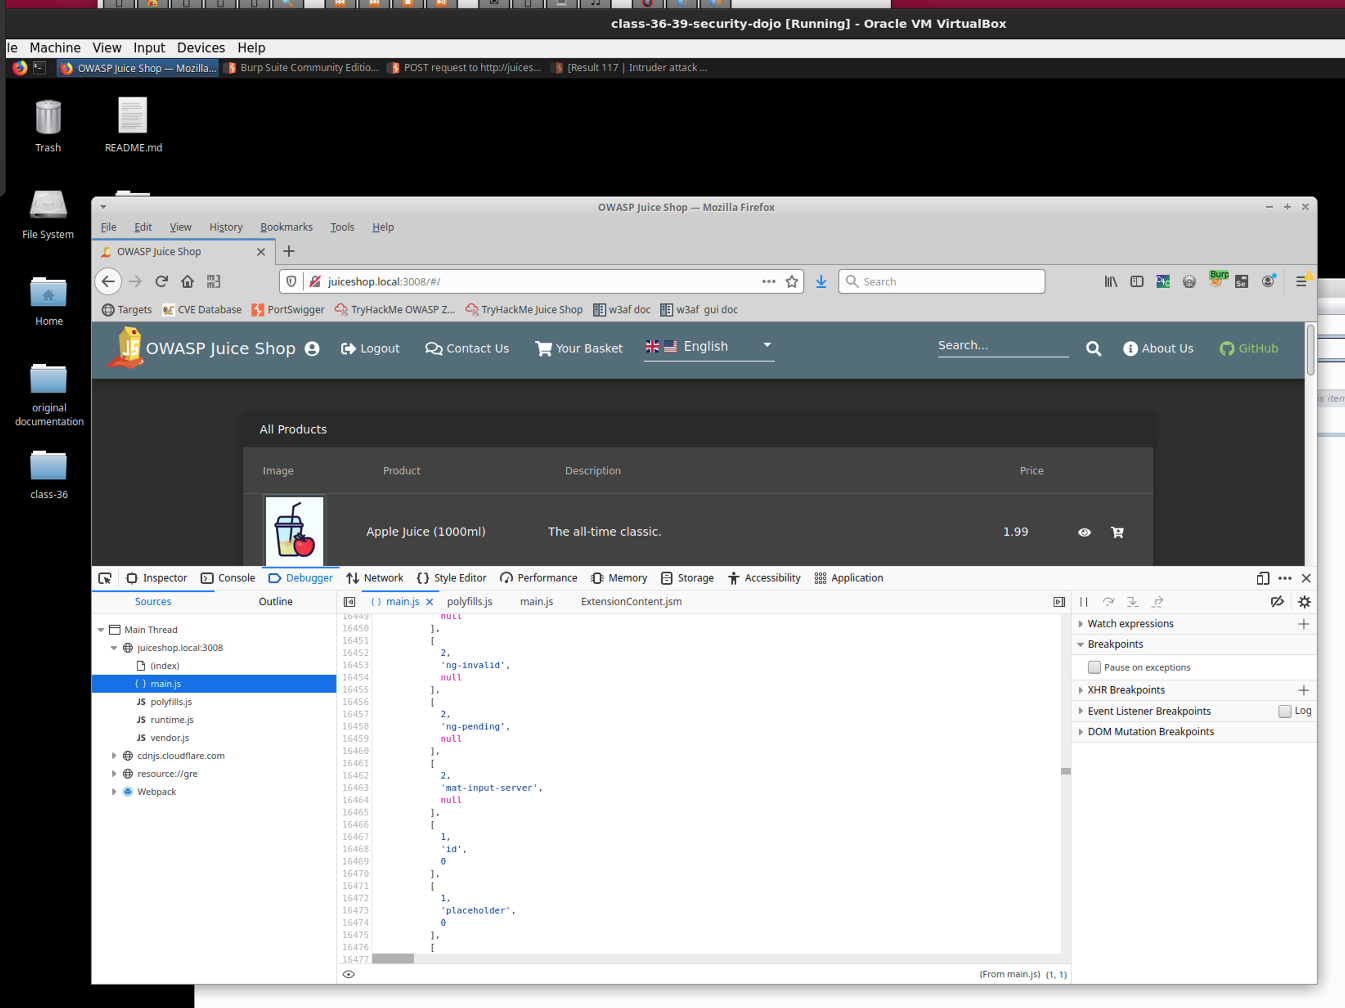 class-36-39-security-dojo [Running] - Oracle VM VirtualBox
le Machine View Input Devices Help
OWASP Juice Shop — Mozilla... Burp Suite Community Editio... POST request to http://juices... [Result 117 | Intruder attack ...
Trash
README.md
File System
Home
original
documentation
class-36
OWASP Juice Shop — Mozilla Firefox
File Edit View History Bookmarks Tools Help
OWASP Juice Shop
juiceshop.local:3008/#/
Search
Burp
Se
Targets CVE Database PortSwigger TryHackMe OWASP Z... TryHackMe Juice Shop w3af doc w3af gui doc
OWASP Juice Shop Logout Contact Us Your Basket English Search... About Us GitHub
All Products
Image Product Description Price
Apple Juice (1000ml) The all-time classic. 1.99
Inspector Console Debugger Network Style Editor Performance Memory Storage Accessibility Application
Sources Outline
main.js polyfills.js main.js ExtensionContent.jsm
Main Thread
juiceshop.local:3008
(index)
main.js
JS polyfills.js
JS runtime.js
JS vendor.js
cdnjs.cloudflare.com
resource://gre
Webpack
16449 null
16450 ],
16451 [
16452 2,
16453 'ng-invalid',
16454 null
16455 ],
16456 [
16457 2,
16458 'ng-pending',
16459 null
16460 ],
16461 [
16462 2,
16463 'mat-input-server',
16464 null
16465 ],
16466 [
16467 1,
16468 'id',
16469 0
16470 ],
16471 [
16472 1,
16473 'placeholder',
16474 0
16475 ],
16476 [
16477
(From main.js) (1, 1)
Watch expressions
Breakpoints
Pause on exceptions
XHR Breakpoints
Event Listener Breakpoints Log
DOM Mutation Breakpoints